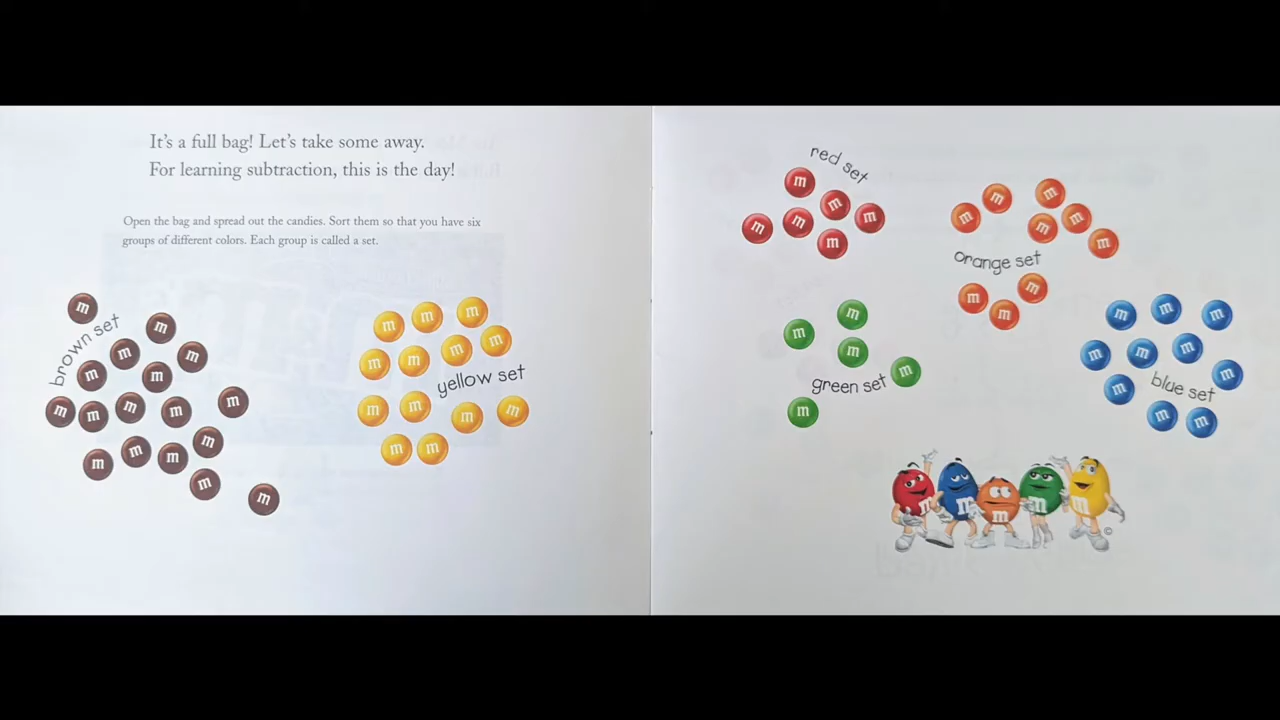 It's a full bag! Let's take some away.
For learning subtraction, this is the day!
Open the bag and spread out the candies. Sort them so that you have six
groups of different colors. Each group is called a set.
brown set
yellow set
red set
orange set
green set
blue set